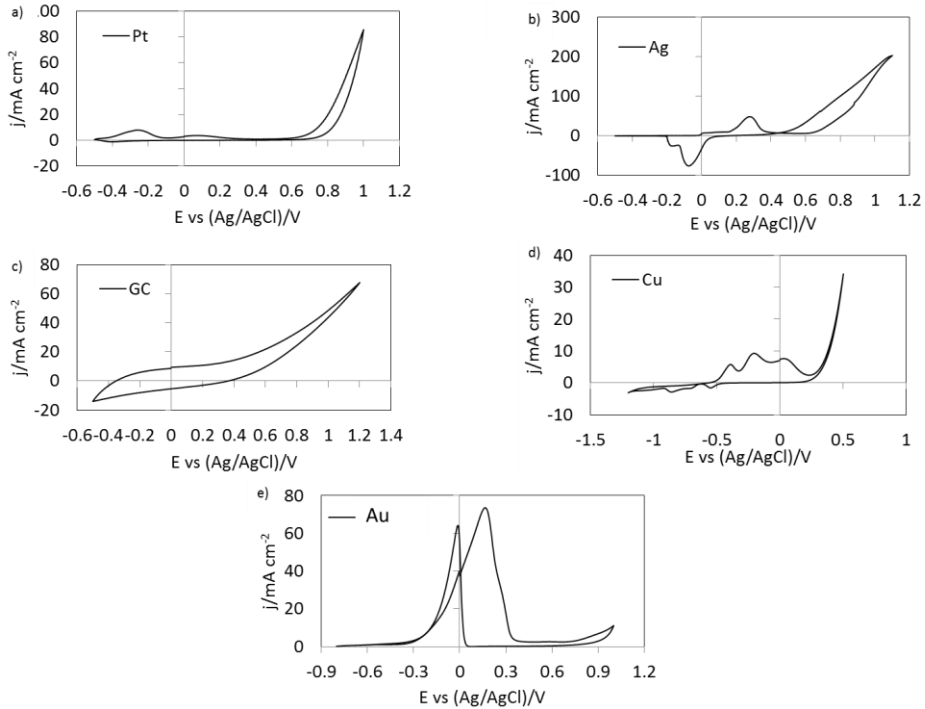 a)
.00
80
60
40
20
0
-20
j/mA cm-2
Pt
-0.6 -0.4 -0.2 0 0.2 0.4 0.6 0.8 1 1.2
E vs (Ag/AgCl)/V
b)
300
200
100
0
-100
j/mA cm-2
Ag
-0.6 -0.4 -0.2 0 0.2 0.4 0.6 0.8 1 1.2
E vs (Ag/AgCl)/V
c)
80
60
40
20
0
-20
j/mA cm-2
GC
-0.6 -0.4 -0.2 0 0.2 0.4 0.6 0.8 1 1.2 1.4
E vs (Ag/AgCl)/V
d)
40
30
20
10
0
-10
j/mA cm-2
Cu
-1.5 -1 -0.5 0 0.5 1
E vs (Ag/AgCl)/V
e)
80
60
40
20
0
j/mA cm-2
Au
-0.9 -0.6 -0.3 0 0.3 0.6 0.9 1.2
E vs (Ag/AgCl)/V